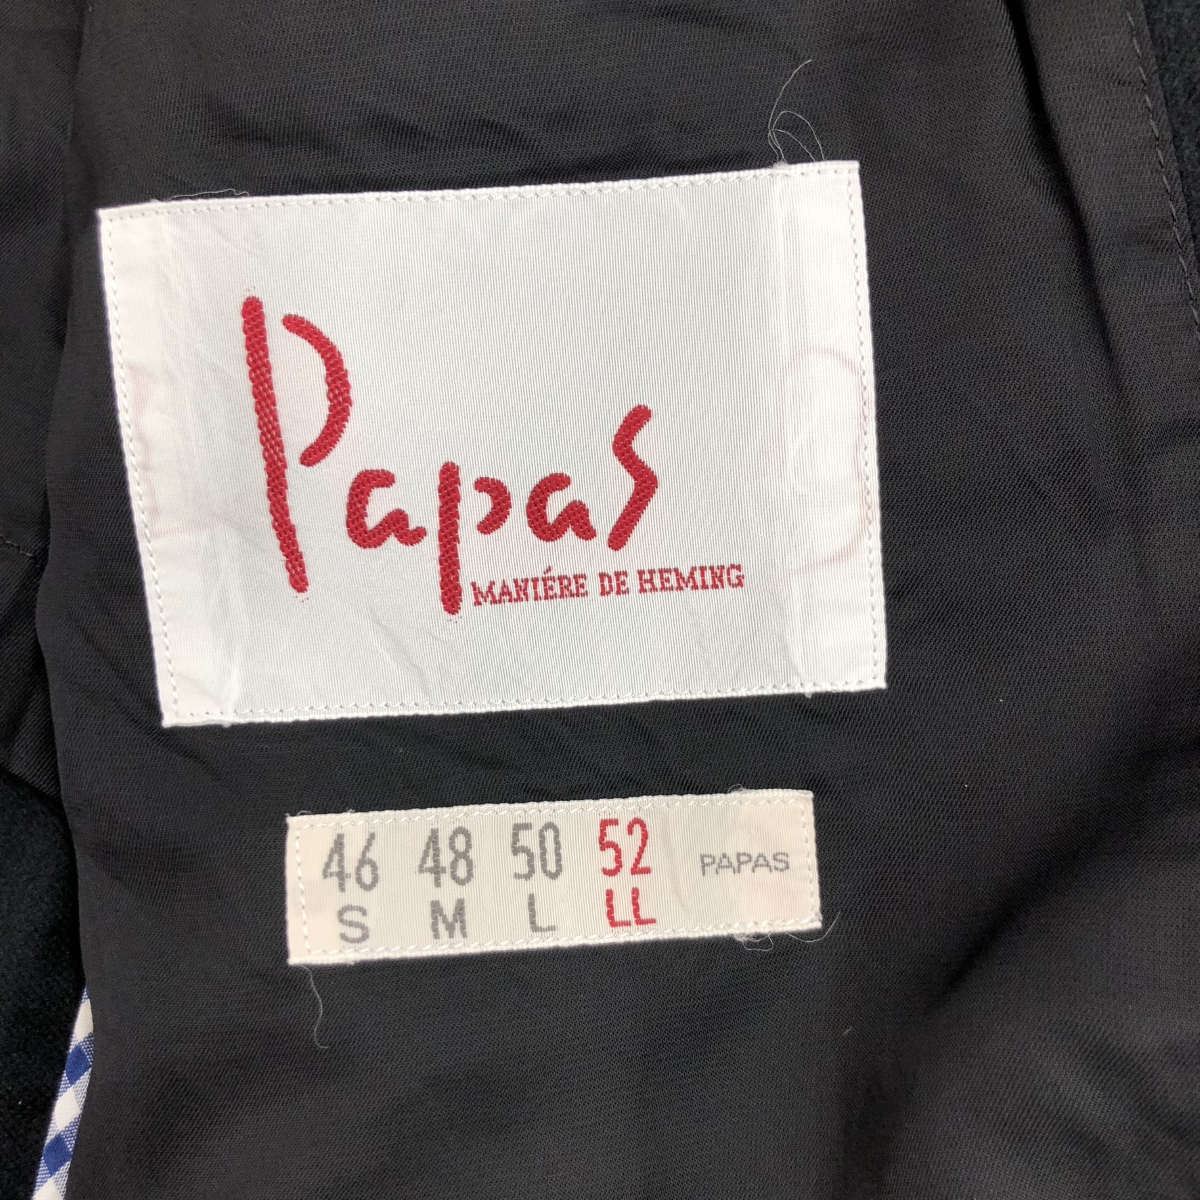 Papas
MANIÉRE DE HEMING
46 48 50 52 PAPAS
S M L LL